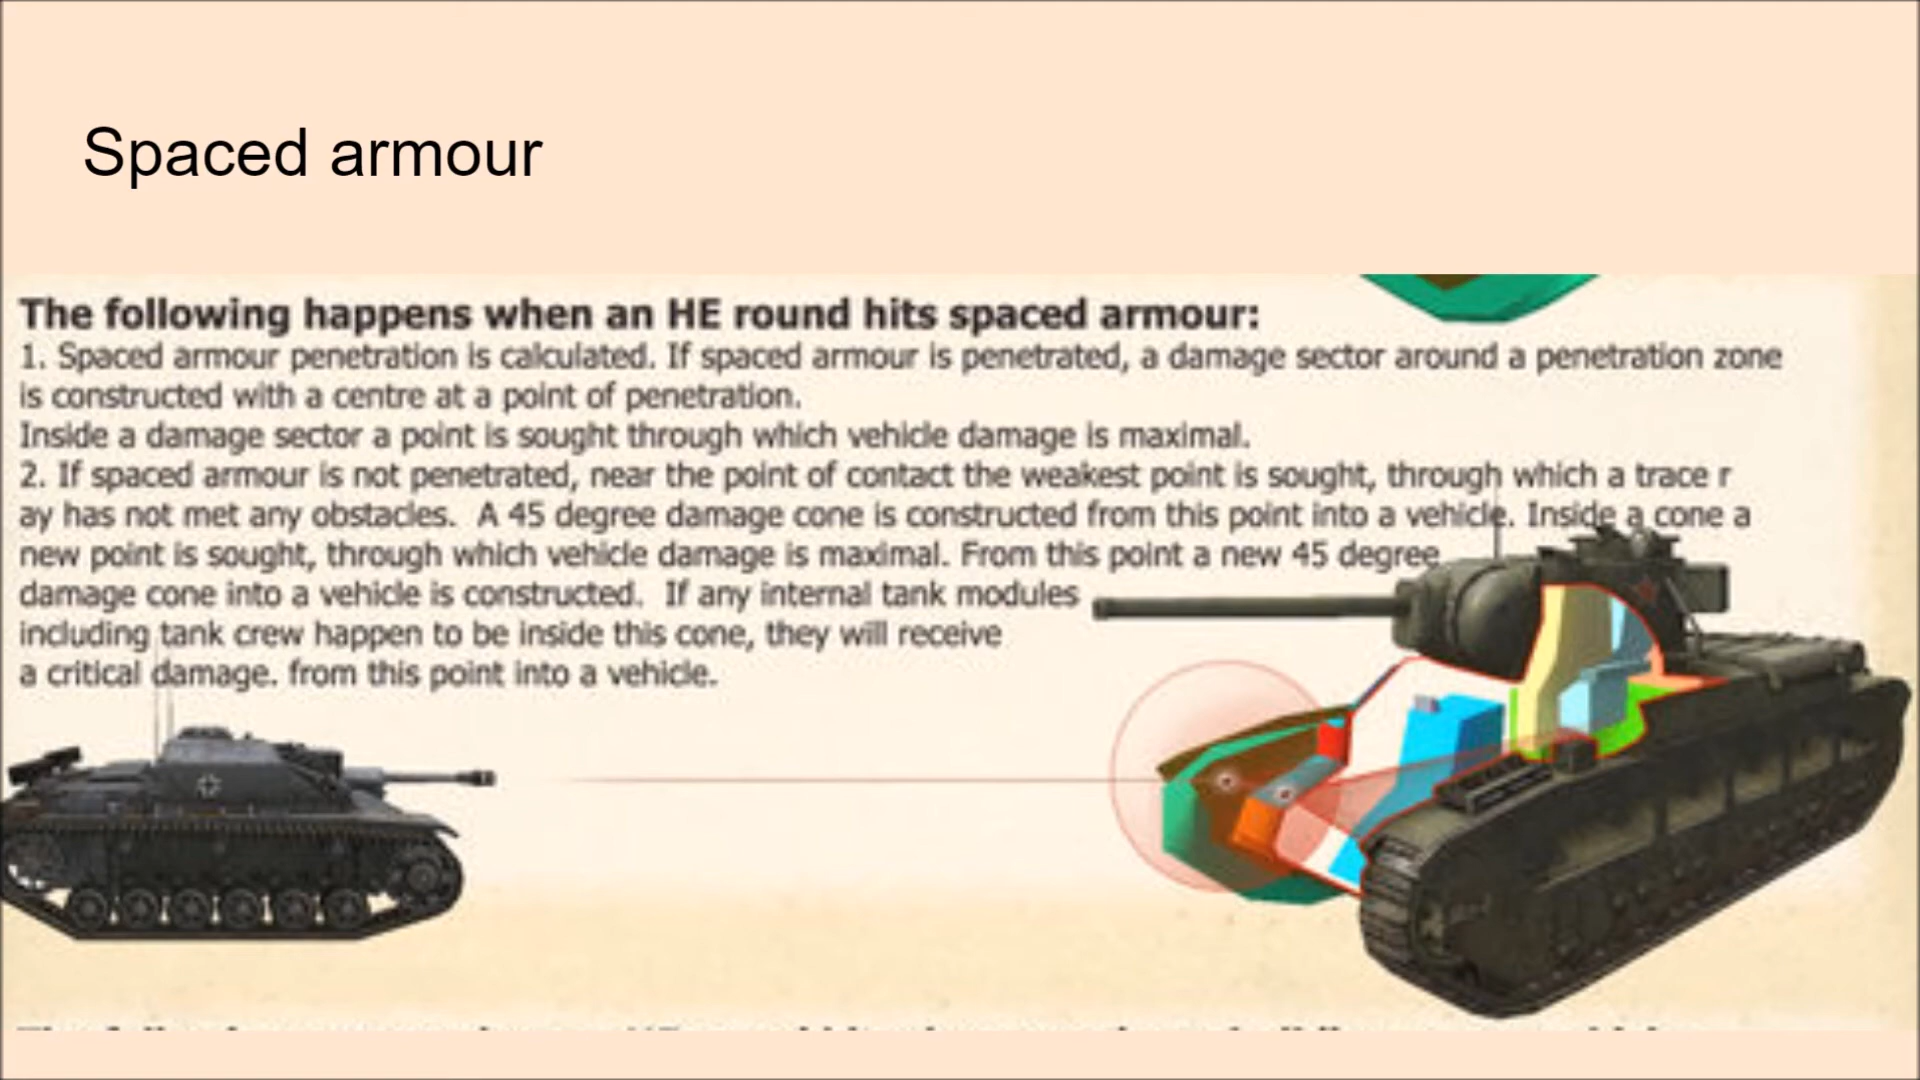 Spaced armour
The following happens when an HE round hits spaced armour:
1. Spaced armour penetration is calculated. If spaced armour is penetrated, a damage sector around a penetration zone
is constructed with a centre at a point of penetration.
Inside a damage sector a point is sought through which vehicle damage is maximal.
2. If spaced armour is not penetrated, near the point of contact the weakest point is sought, through which a trace r
ay has not met any obstacles. A 45 degree damage cone is constructed from this point into a vehicle. Inside a cone a
new point is sought, through which vehicle damage is maximal. From this point a new 45 degree
damage cone into a vehicle is constructed. If any internal tank modules
including tank crew happen to be inside this cone, they will receive
a critical damage. from this point into a vehicle.